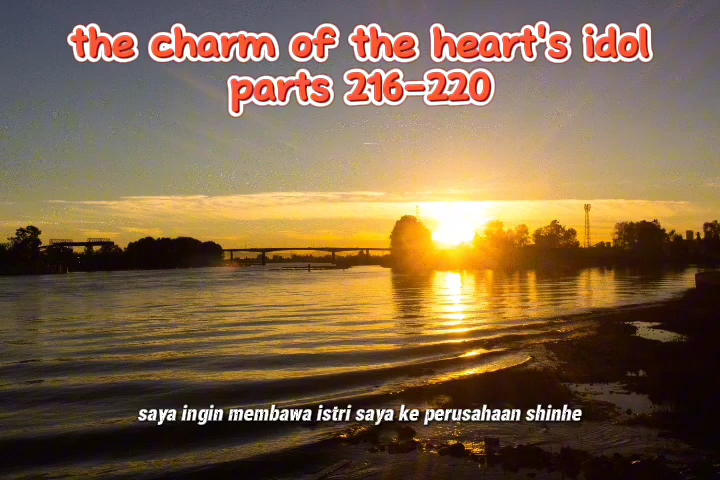 the charm of the heart's idol
parts 216-220
saya ingin membawa istri saya ke perusahaan shinhe